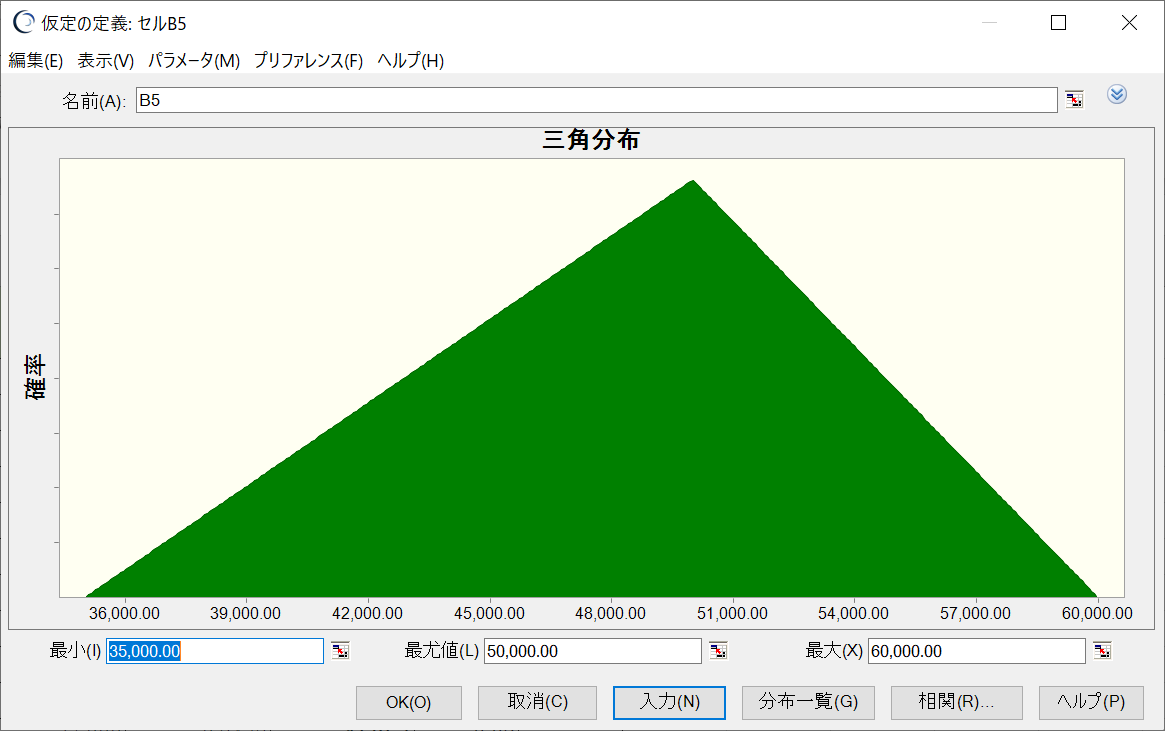 仮定の定義: セルB5
編集(E) 表示(V) パラメータ(M) プリファレンス(F) ヘルプ(H)
名前(A): B5
三角分布
確率
36,000.00 39,000.00 42,000.00 45,000.00 48,000.00 51,000.00 54,000.00 57,000.00 60,000.00
最小(I) 35,000.00 最尤値(L) 50,000.00 最大(X) 60,000.00
OK(O) 取消(C) 入力(N) 分布一覧(G) 相関(R)... ヘルプ(P)